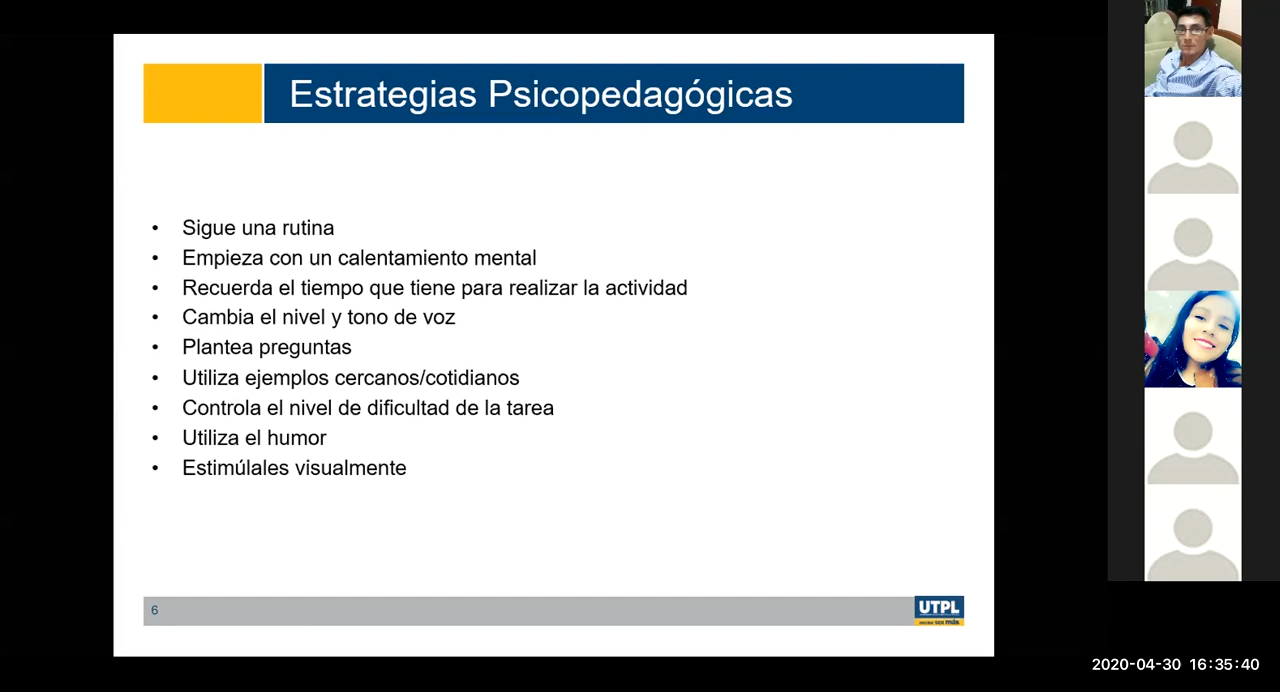 Estrategias Psicopedagógicas
• Sigue una rutina
• Empieza con un calentamiento mental
• Recuerda el tiempo que tiene para realizar la actividad
• Cambia el nivel y tono de voz
• Plantea preguntas
• Utiliza ejemplos cercanos/cotidianos
• Controla el nivel de dificultad de la tarea
• Utiliza el humor
• Estimúlales visualmente
6
UTPL
2020-04-30 16:35:40